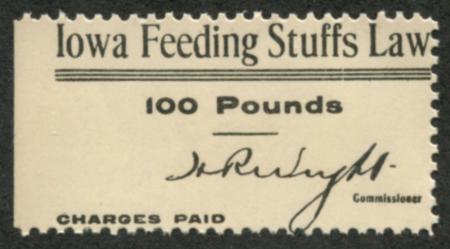 Iowa Feeding Stuffs Law
100 Pounds
Commissioner
CHARGES PAID